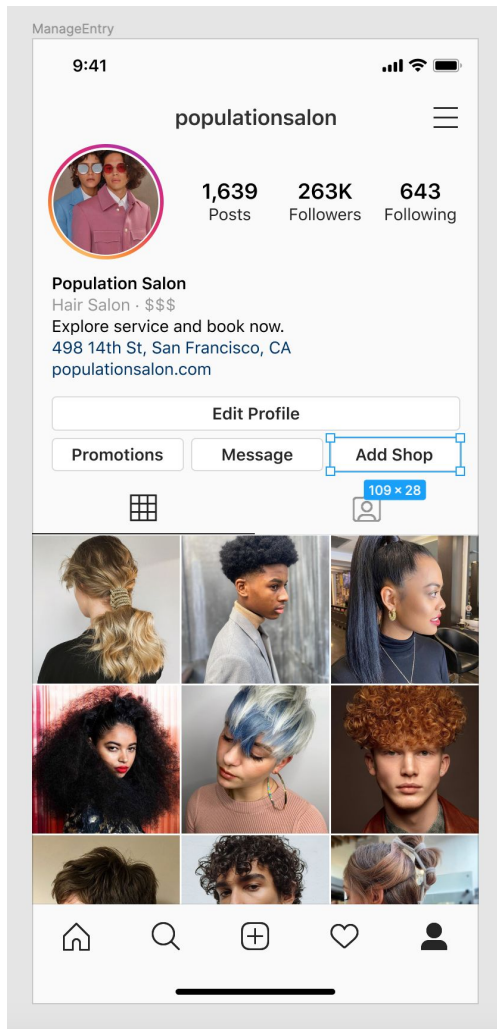 ManageEntry
9:41
populationsalon
1,639 263K 643
Posts Followers Following
Population Salon
Hair Salon · $$$
Explore service and book now.
498 14th St, San Francisco, CA
populationsalon.com
Edit Profile
Promotions Message Add Shop
109 × 28